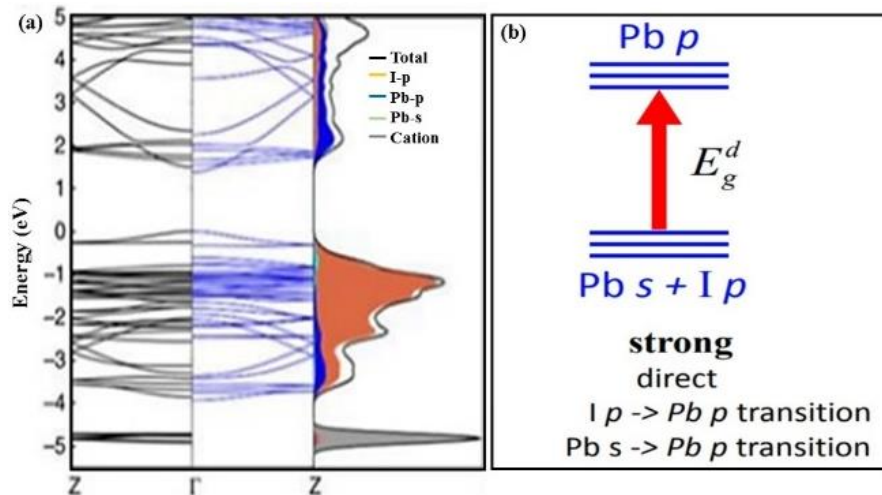 (a)
Energy (eV)
5
4
3
2
1
0
−1
−2
−3
−4
−5
Z
Γ
Z
Total
I-p
Pb-p
Pb-s
Cation
(b)
Pb p
E_g^d
Pb s + I p
strong
direct
I p -> Pb p transition
Pb s -> Pb p transition